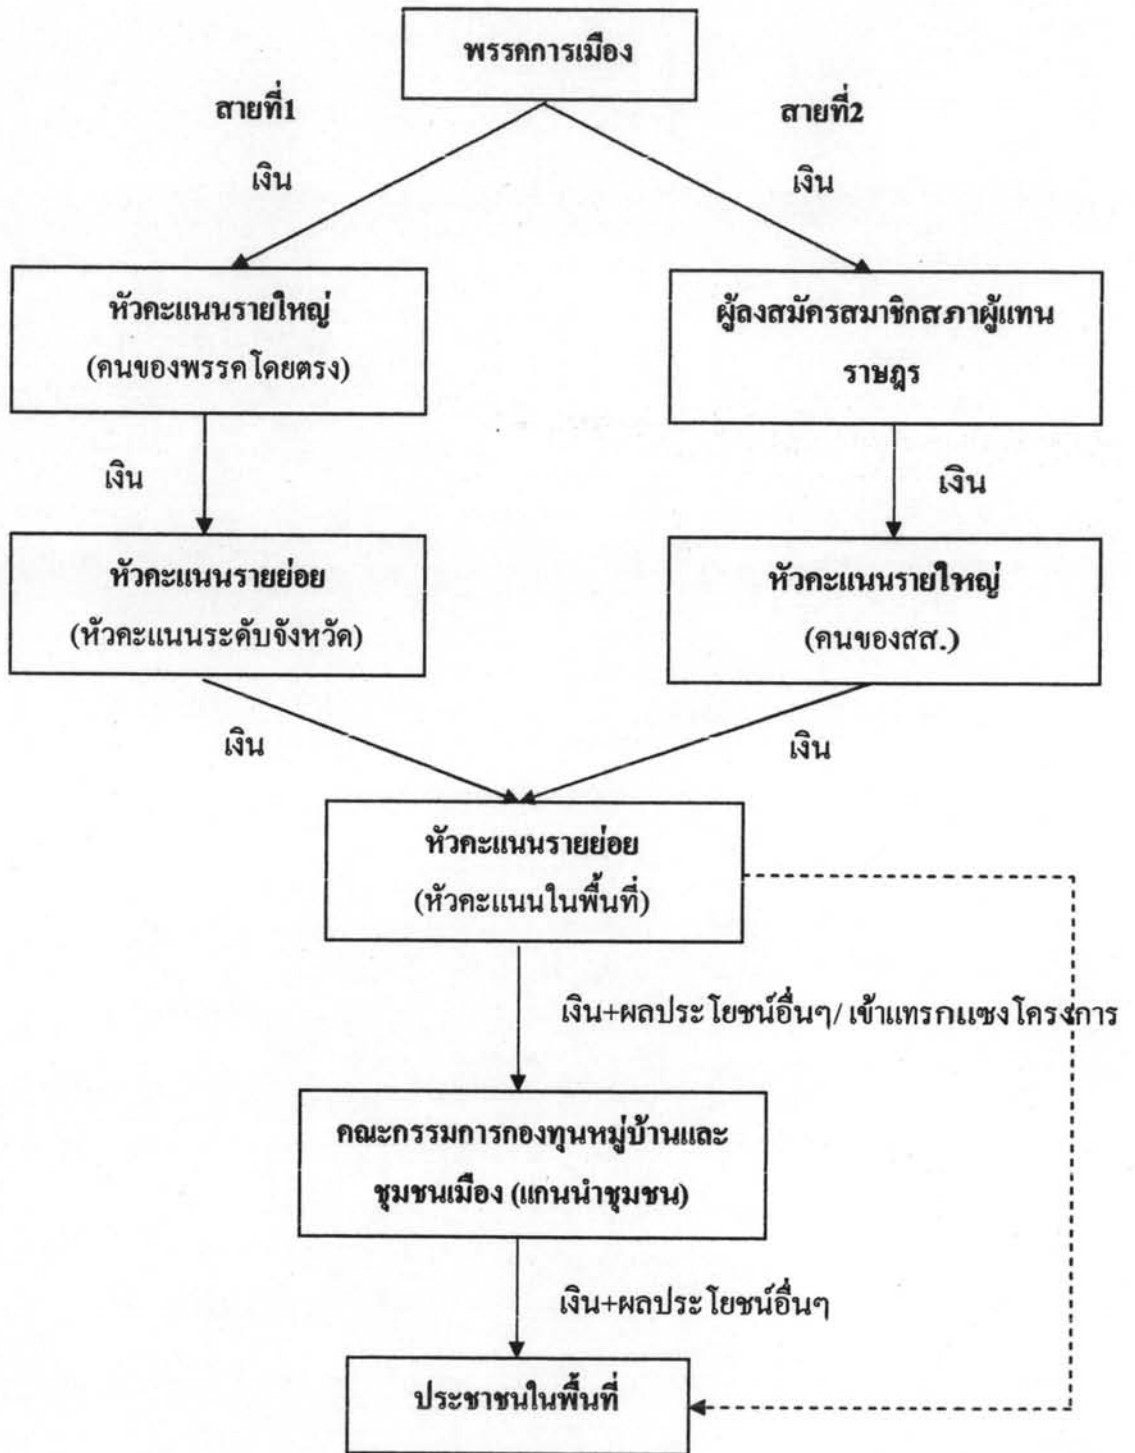 พรรคการเมือง
สายที่1
สายที่2
เงิน
เงิน
หัวคะแนนรายใหญ่
(คนของพรรคโดยตรง)
ผู้ลงสมัครสมาชิกสภาผู้แทน
ราษฎร
เงิน
เงิน
หัวคะแนนรายย่อย
(หัวคะแนนระดับจังหวัด)
หัวคะแนนรายใหญ่
(คนของสส.)
เงิน
เงิน
หัวคะแนนรายย่อย
(หัวคะแนนในพื้นที่)
เงิน+ผลประโยชน์อื่นๆ/ เข้าแทรกแซงโครงการ
คณะกรรมการกองทุนหมู่บ้านและ
ชุมชนเมือง (แกนนำชุมชน)
เงิน+ผลประโยชน์อื่นๆ
ประชาชนในพื้นที่